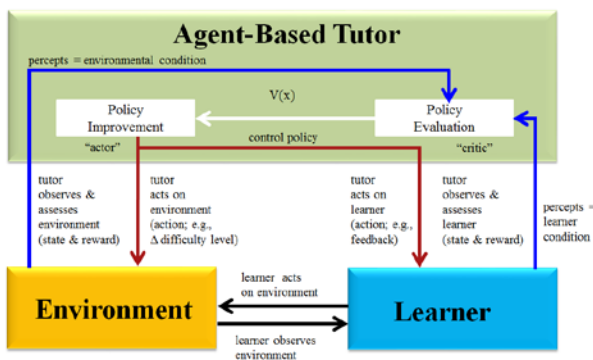 Agent-Based Tutor
percepts = environmental condition
V(x)
Policy
Improvement
Policy
Evaluation
"actor"
control policy
"critic"
tutor
observes &
assesses
environment
(state & reward)
tutor
acts on
environment
(action; e.g.,
Δ difficulty level)
tutor
acts on
learner
(action; e.g.,
feedback)
tutor
observes &
assesses
learner
(state & reward)
percepts =
learner
condition
Environment
learner acts
on environment
Learner
learner observes
environment